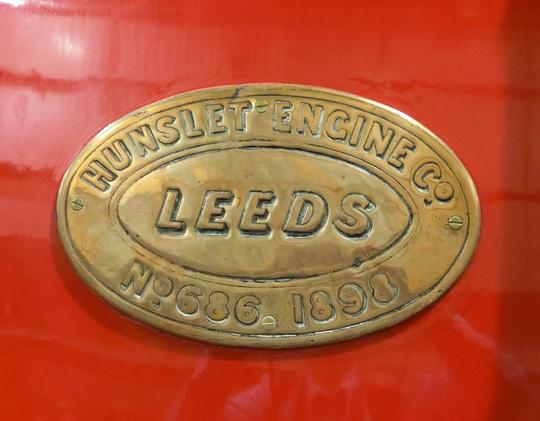 HUNSLET ENGINE Co
LEEDS
No 686 1898